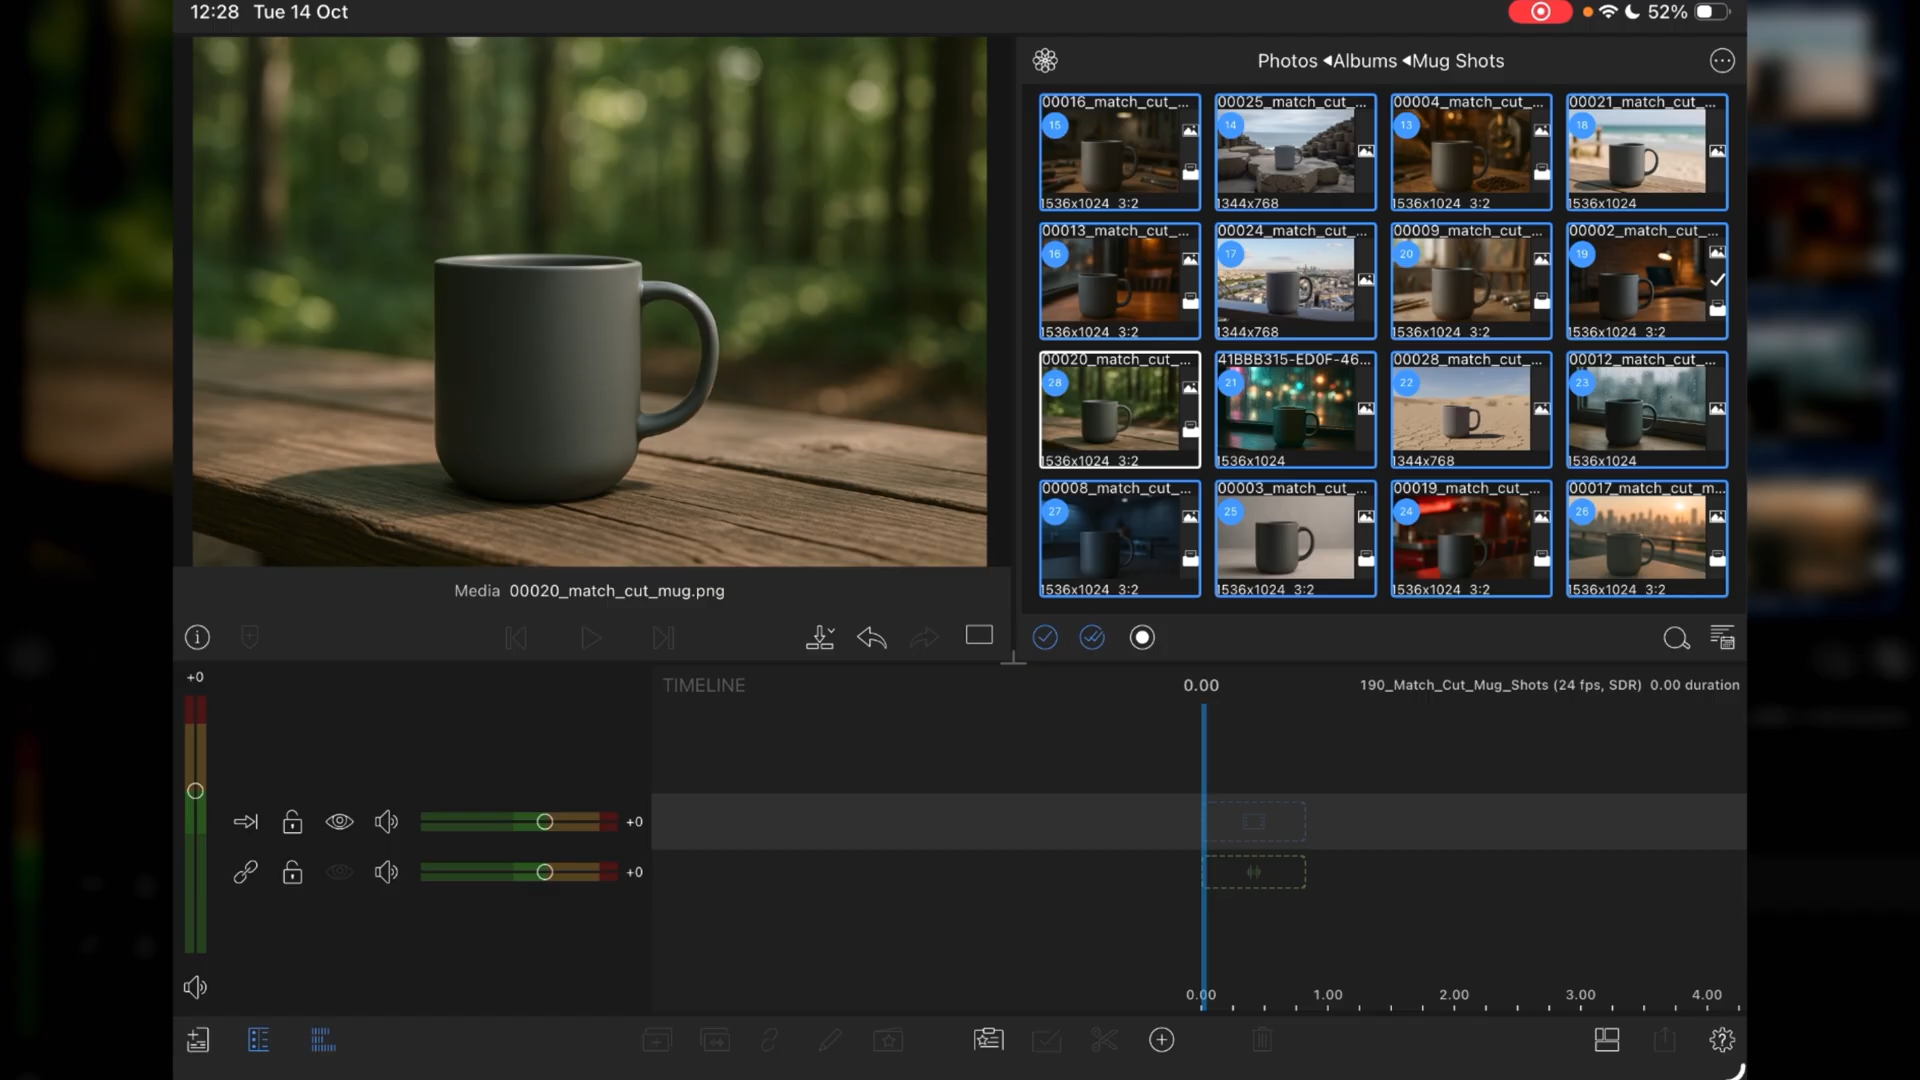 12:28 Tue 14 Oct
52%
Photos ◀Albums ◀Mug Shots
00016_match_cut_...
15
1536x1024 3:2
00025_match_cut_...
14
1344x768
00004_match_cut_...
13
1536x1024 3:2
00021_match_cut_...
18
1536x1024
00013_match_cut_...
16
1536x1024 3:2
00024_match_cut_...
17
1344x768
00009_match_cut_...
20
1536x1024 3:2
00002_match_cut_...
19
1536x1024 3:2
00020_match_cut_...
28
1536x1024 3:2
41BBB315-ED0F-46...
21
1536x1024
00028_match_cut_...
22
1344x768
00012_match_cut_...
23
1536x1024
00008_match_cut_...
27
1536x1024 3:2
00003_match_cut_...
25
1536x1024 3:2
00019_match_cut_...
24
1536x1024 3:2
00017_match_cut_m...
26
1536x1024 3:2
Media 00020_match_cut_mug.png
+0
TIMELINE
0.00
190_Match_Cut_Mug_Shots (24 fps, SDR) 0.00 duration
+0
+0
0.00 1.00 2.00 3.00 4.00